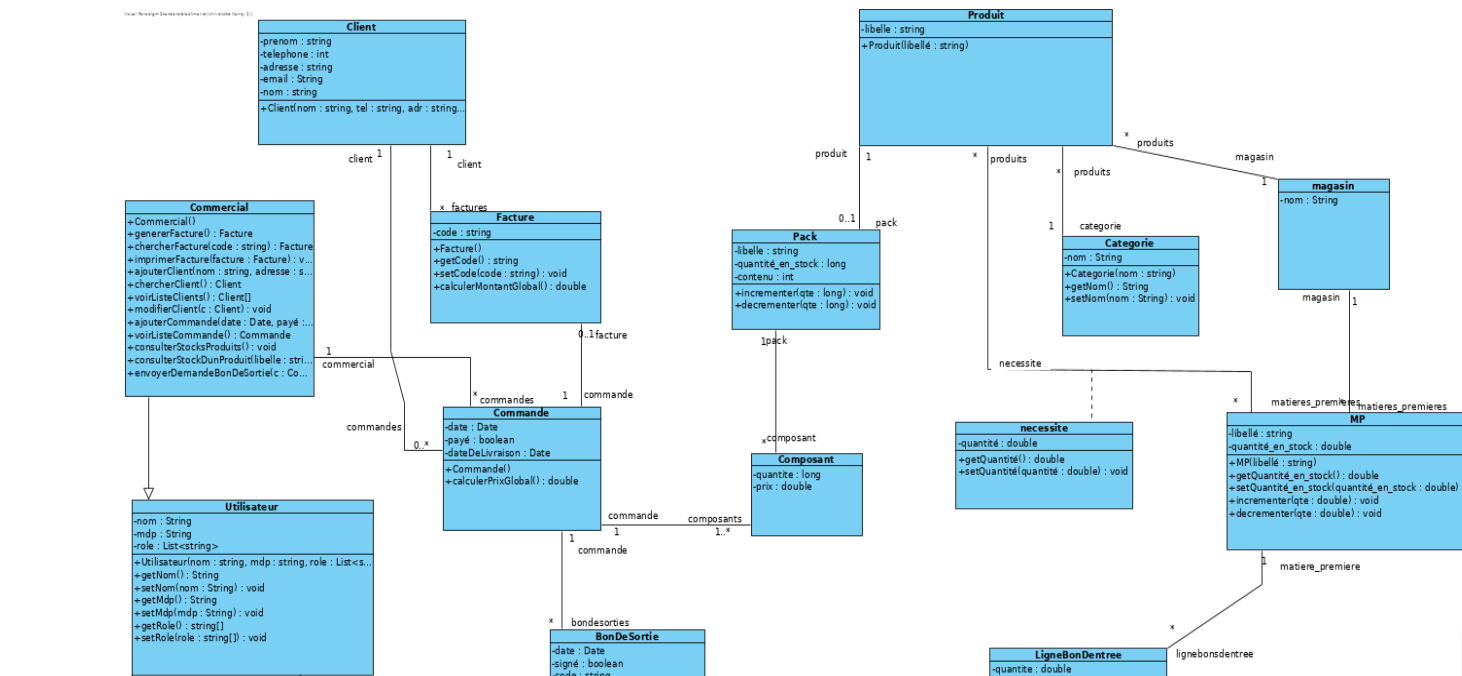 Client
-prenom : string
-telephone : int
-adresse : string
-email : String
-nom : string
+Client(nom : string, tel : string, adr : string...
client
1
1
client
Produit
-libelle : string
+Produit(libellé : string)
produit
1
*
produits
*
produits
*
produits
magasin
1
magasin
-nom : String
magasin
1
Commercial
+Commercial()
+genererFacture() : Facture
+chercherFacture(code : string) : Facture
+imprimerFacture(facture : Facture) : v...
+ajouterClient(nom : string, adresse : s...
+chercherClient() : Client
+voirListeClients() : Client[]
+modifierClient(c : Client) : void
+ajouterCommande(date : Date, payé :...
+voirListeCommande() : Commande
+consulterStocksProduits() : void
+consulterStockDunProduit(libelle : stri...
+envoyerDemandeBonDeSortie(c : Co...
1
commercial
* factures
Facture
-code : string
+Facture()
+getCode() : string
+setCode(code : string) : void
+calculerMontantGlobal() : double
0..1 facture
1
commande
0..1
pack
Pack
-libelle : string
-quantité_en_stock : long
-contenu : int
+incrementer(qte : long) : void
+decrementer(qte : long) : void
1 pack
1
categorie
Categorie
-nom : String
+Categorie(nom : string)
+getNom() : String
+setNom(nom : String) : void
necessite
*
matieres_premieres
*
matieres_premieres
* commandes
commandes
0..*
Commande
-date : Date
-payé : boolean
-dateDeLivraison : Date
+Commande()
+calculerPrixGlobal() : double
* composant
Composant
-quantite : long
-prix : double
commande
1
composants
1..*
necessite
-quantité : double
+getQuantité() : double
+setQuantité(quantité : double) : void
MP
-libellé : string
-quantité_en_stock : double
+MP(libellé : string)
+getQuantité_en_stock() : double
+setQuantité_en_stock(quantité_en_stock : double)
+incrementer(qte : double) : void
+decrementer(qte : double) : void
1
matiere_premiere
*
lignebonsdentree
Utilisateur
-nom : String
-mdp : String
-role : List<string>
+Utilisateur(nom : string, mdp : string, role : List<s...
+getNom() : String
+setNom(nom : String) : void
+getMdp() : String
+setMdp(mdp : String) : void
+getRole() : string[]
+setRole(role : string[]) : void
1
commande
*
bondesorties
BonDeSortie
-date : Date
-signé : boolean
-code : string
LigneBonDentree
-quantite : double